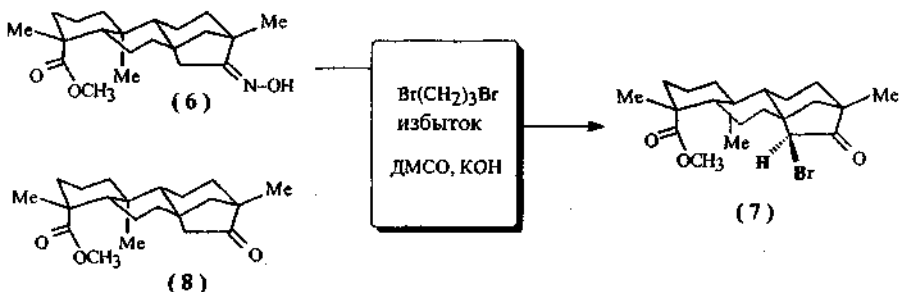 Me
Me
O
OCH₃
Me
N-OH
(6)
Me
Me
O
OCH₃
Me
O
(8)
Br(CH₂)₃Br
избыток
ДМСО, KOH
Me
Me
O
OCH₃
Me
H
Br
O
(7)